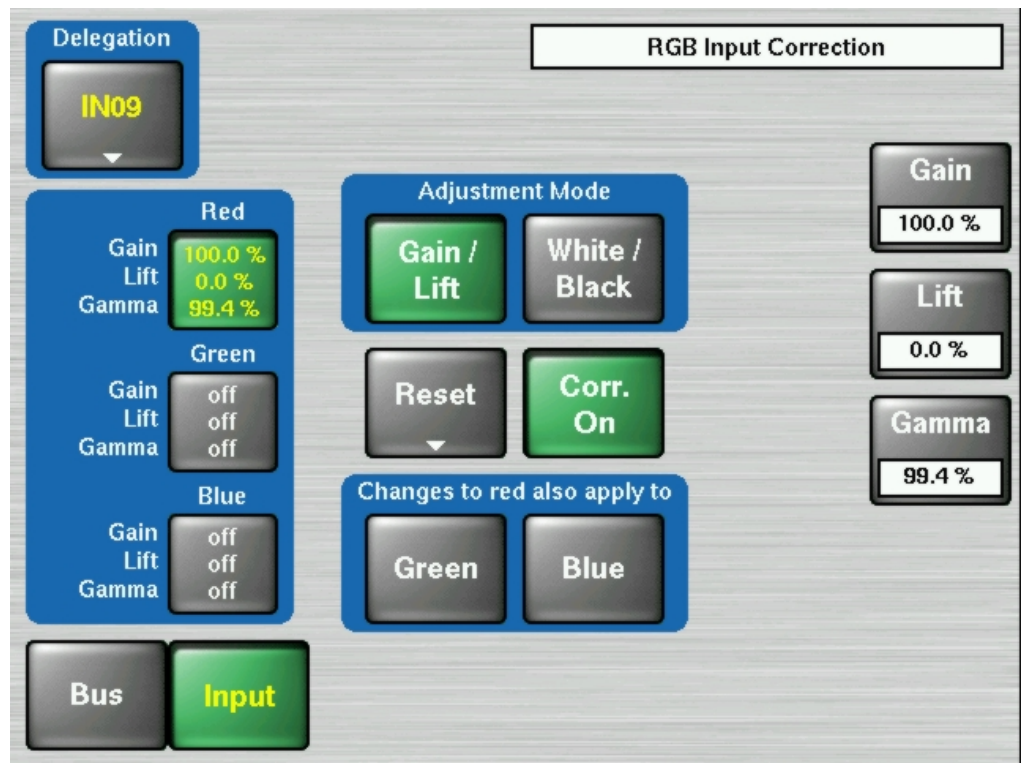 Delegation
IN09
RGB Input Correction
Red
Gain
Lift
Gamma
100.0 %
0.0 %
99.4 %
Green
Gain
Lift
Gamma
off
off
off
Blue
Gain
Lift
Gamma
off
off
off
Bus
Input
Adjustment Mode
Gain /
Lift
White /
Black
Reset
Corr.
On
Changes to red also apply to
Green
Blue
Gain
100.0 %
Lift
0.0 %
Gamma
99.4 %